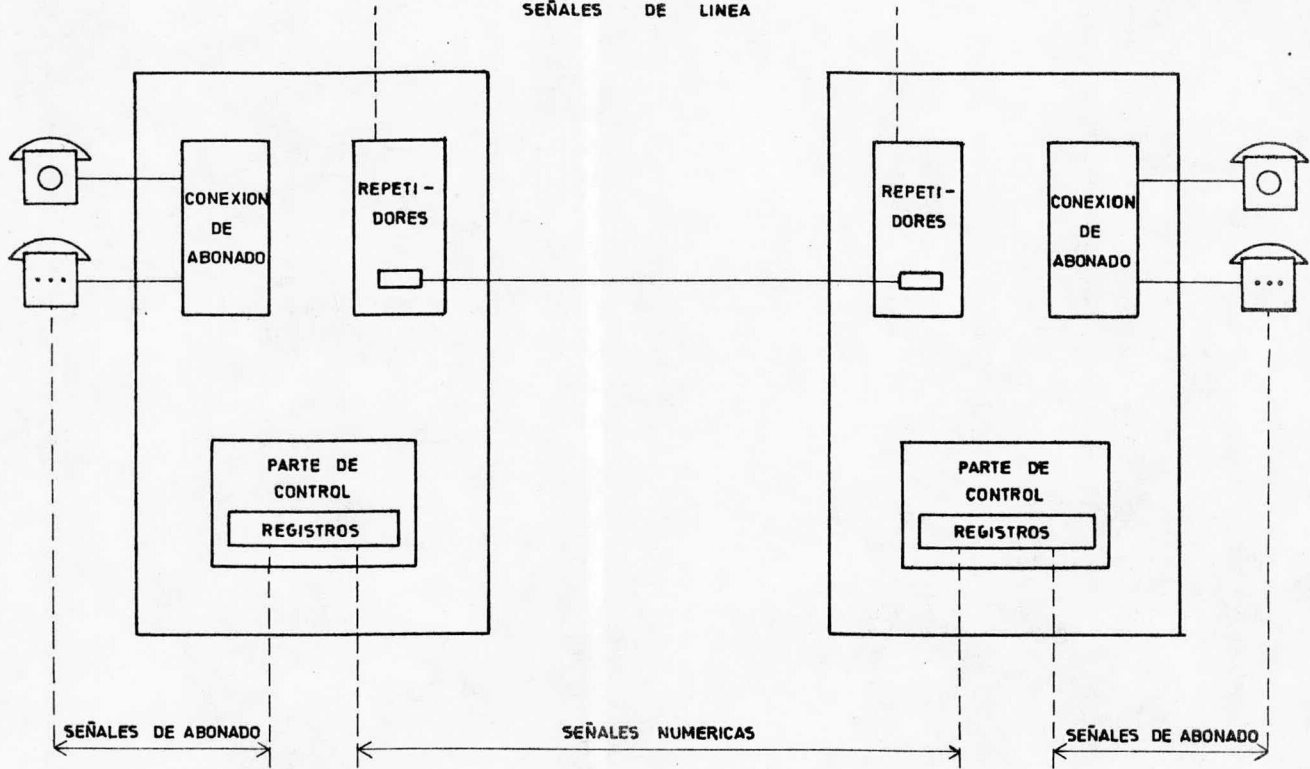 SEÑALES DE LINEA
CONEXION
DE
ABONADO
REPETI-
DORES
REPETI-
DORES
CONEXION
DE
ABONADO
PARTE DE
CONTROL
REGISTROS
PARTE DE
CONTROL
REGISTROS
SEÑALES DE ABONADO
SEÑALES NUMERICAS
SEÑALES DE ABONADO